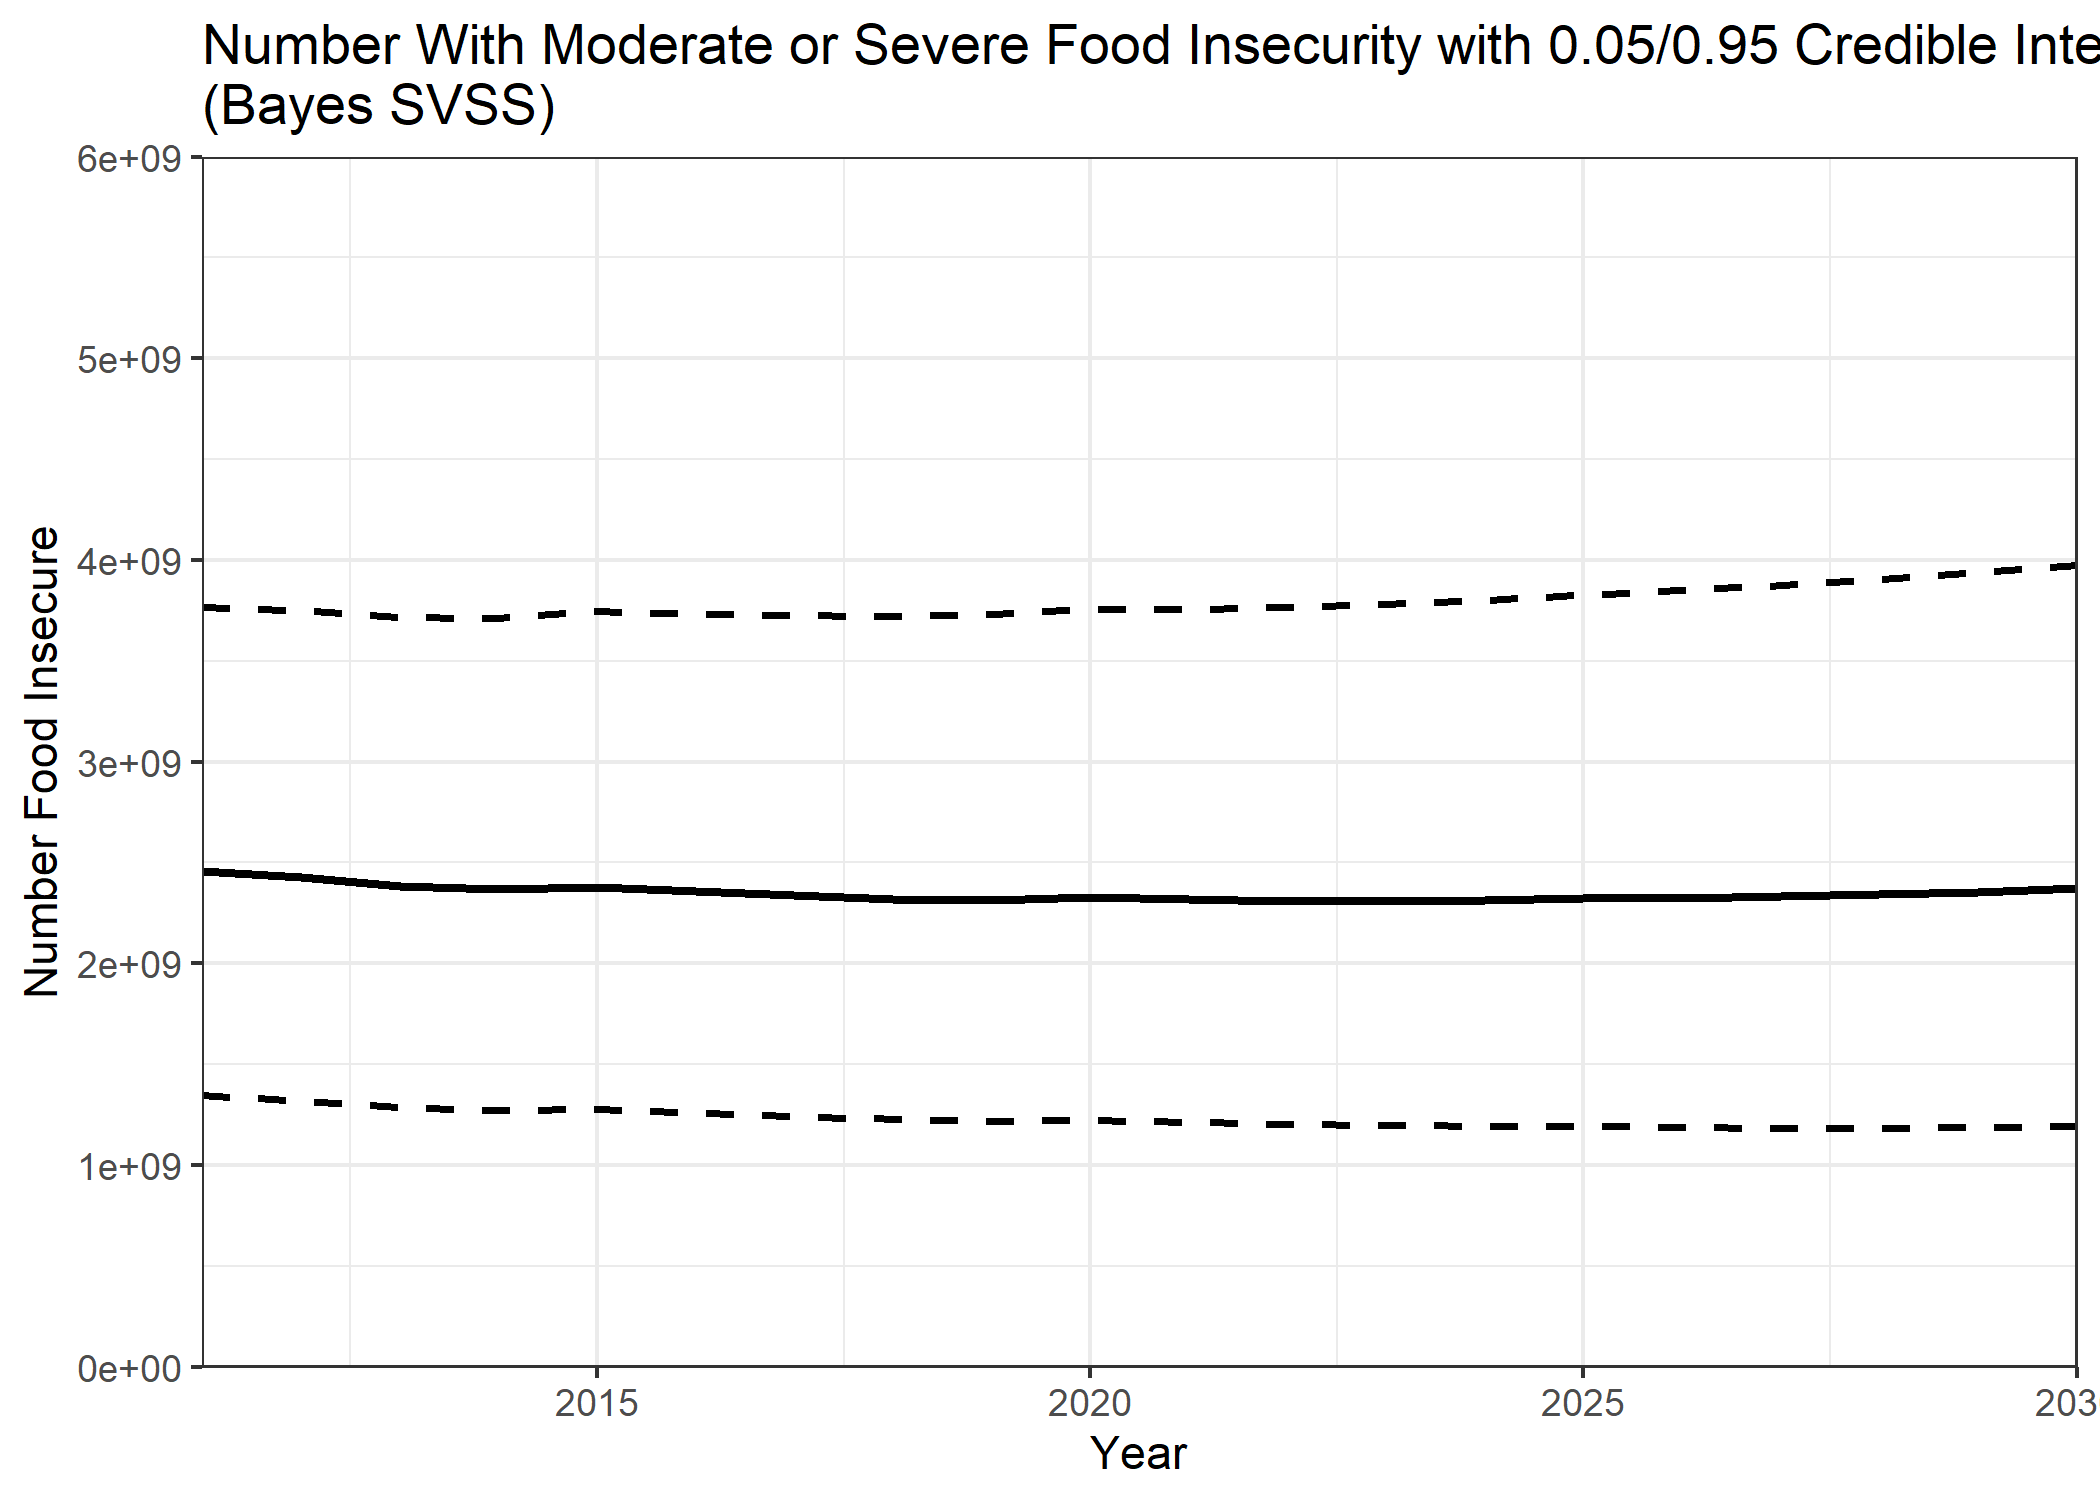 Number With Moderate or Severe Food Insecurity with 0.05/0.95 Credible Inte
(Bayes SVSS)
6e+09
5e+09
4e+09
3e+09
2e+09
1e+09
0e+00
Number Food Insecure
2015
2020
2025
203
Year